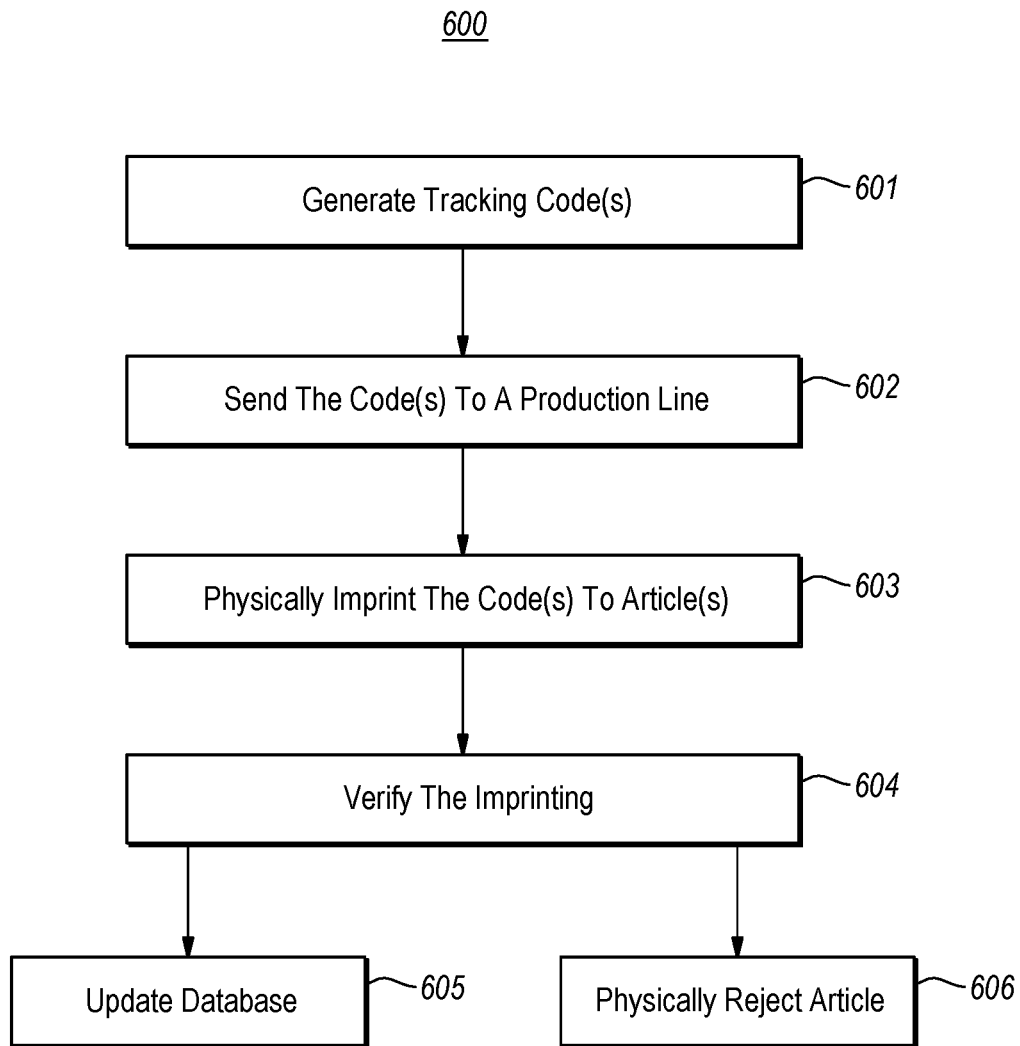 600
Generate Tracking Code(s)
601
Send The Code(s) To A Production Line
602
Physically Imprint The Code(s) To Article(s)
603
Verify The Imprinting
604
Update Database
605
Physically Reject Article
606